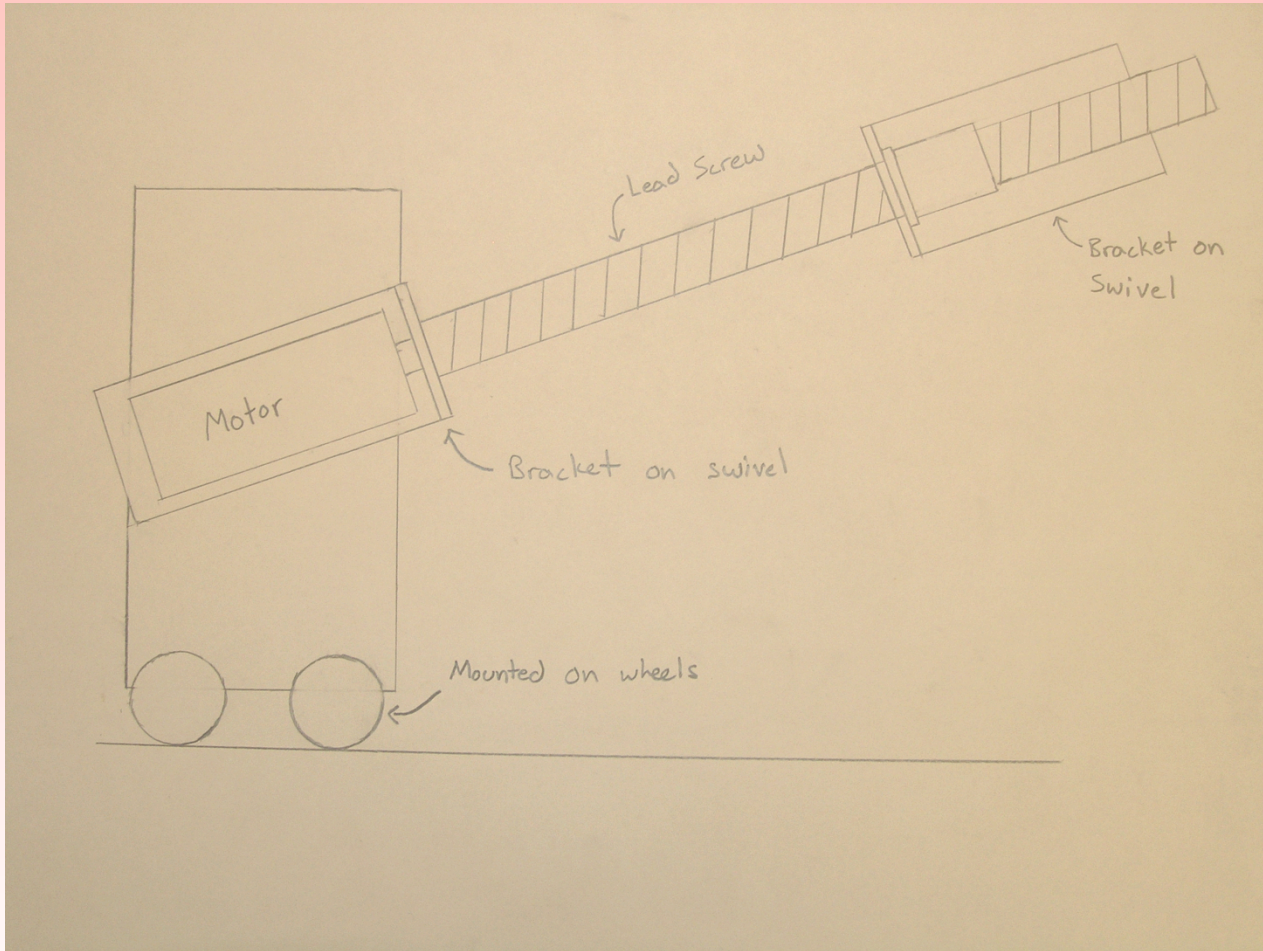 Lead Screw
Bracket on
Swivel
Motor
Bracket on swivel
Mounted on wheels